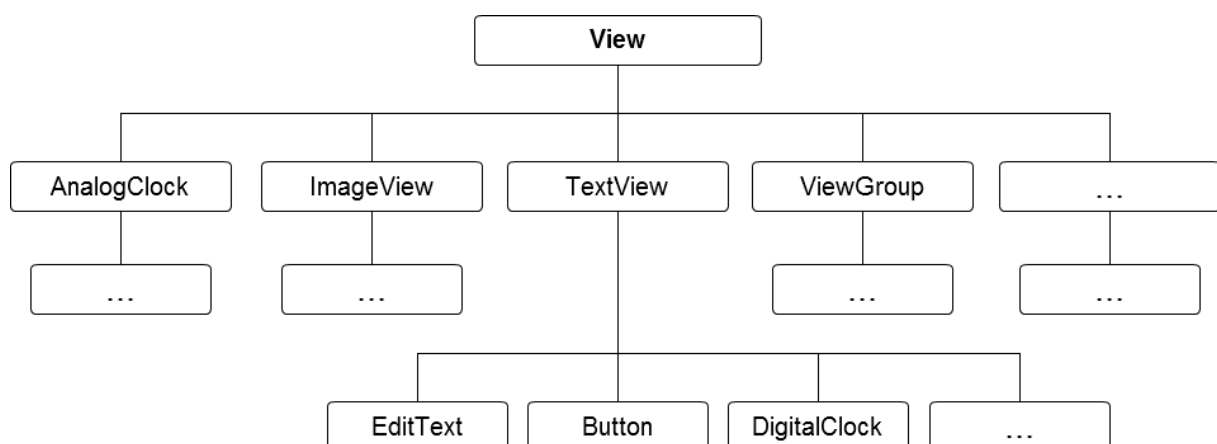 View
AnalogClock ImageView TextView ViewGroup ...
... ... ... ...
EditText Button DigitalClock ...